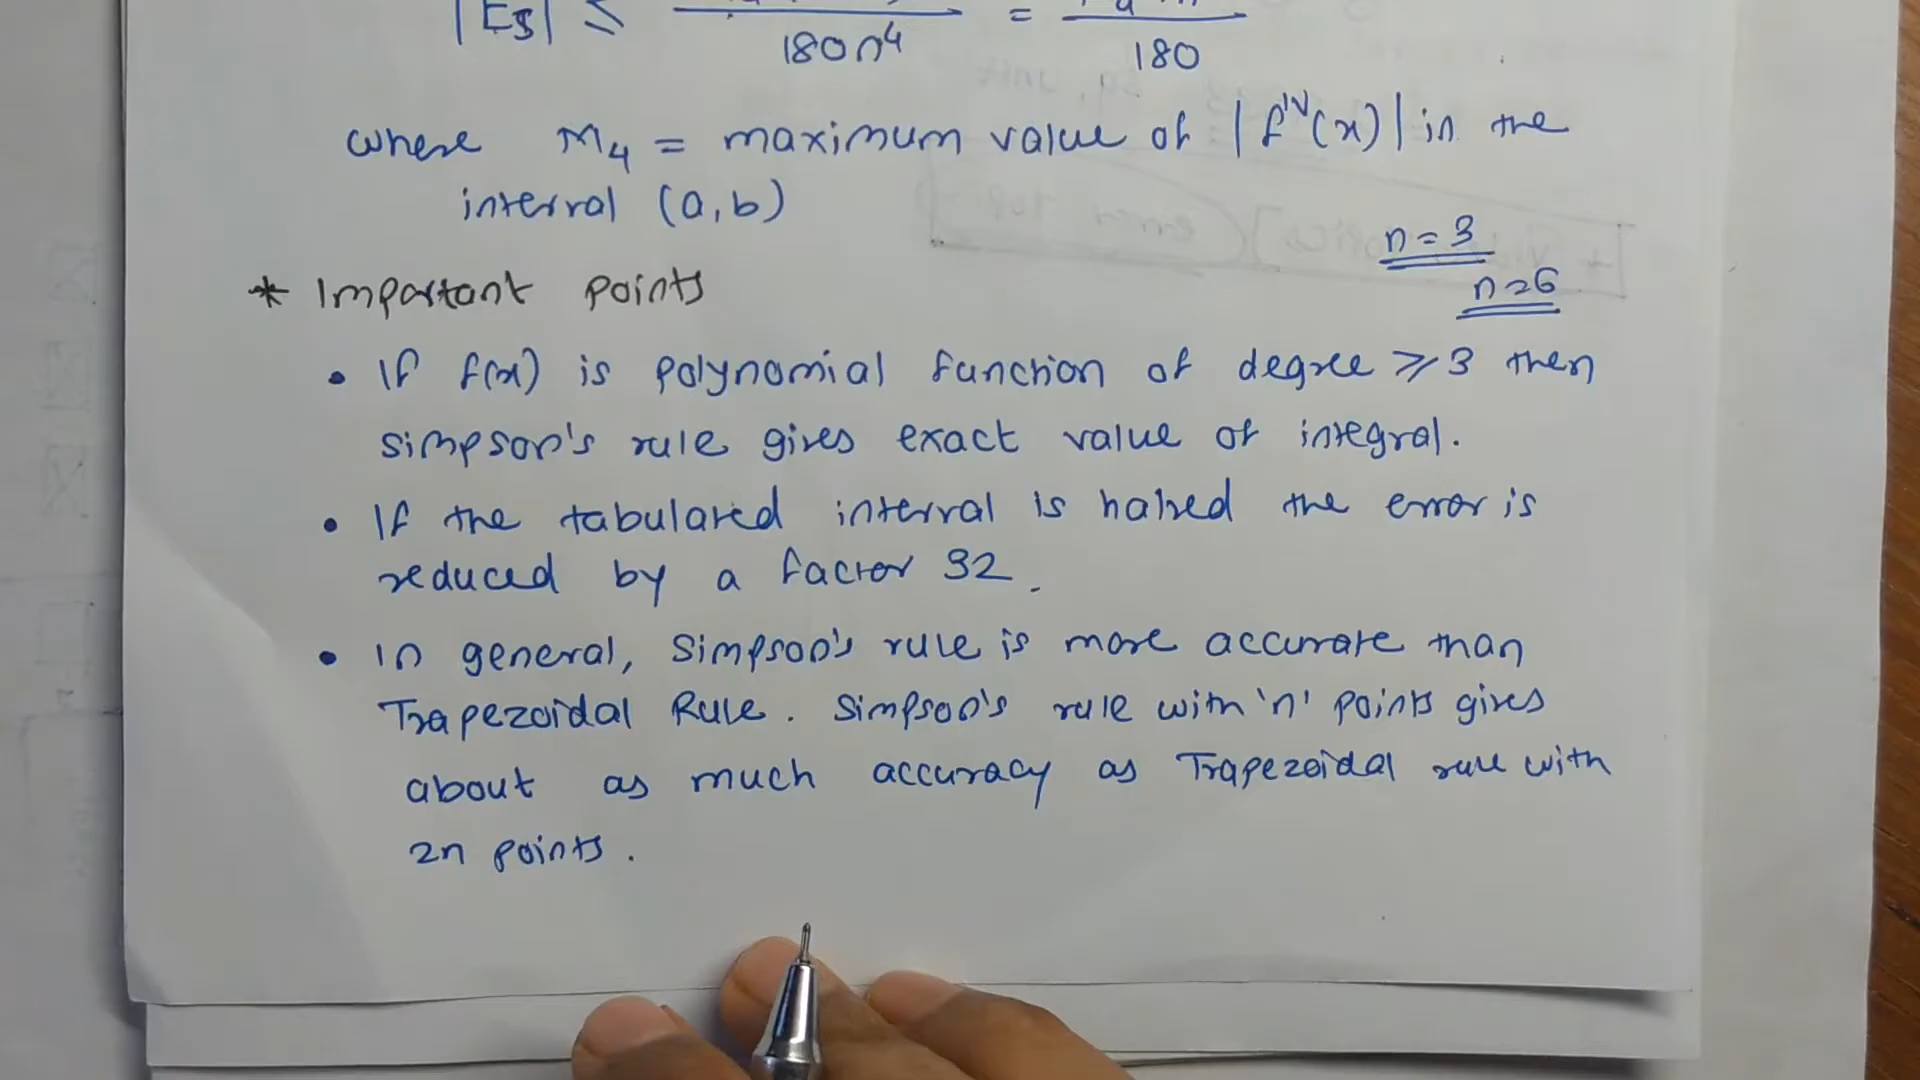 |Es| ≤ = 
180n⁴ 180
where M₄ = maximum value of |fᴵⱽ(x)| in the
interval (a,b)
n=3
n=6
* Important points
• If f(x) is polynomial function of degree ⩾ 3 then
simpson's rule gives exact value of integral.
• If the tabulated interval is halved the error is
reduced by a factor 32.
• In general, Simpson's rule is more accurate than
Trapezoidal Rule. Simpson's rule with 'n' points gives
about as much accuracy as Trapezoidal rule with
2n points.